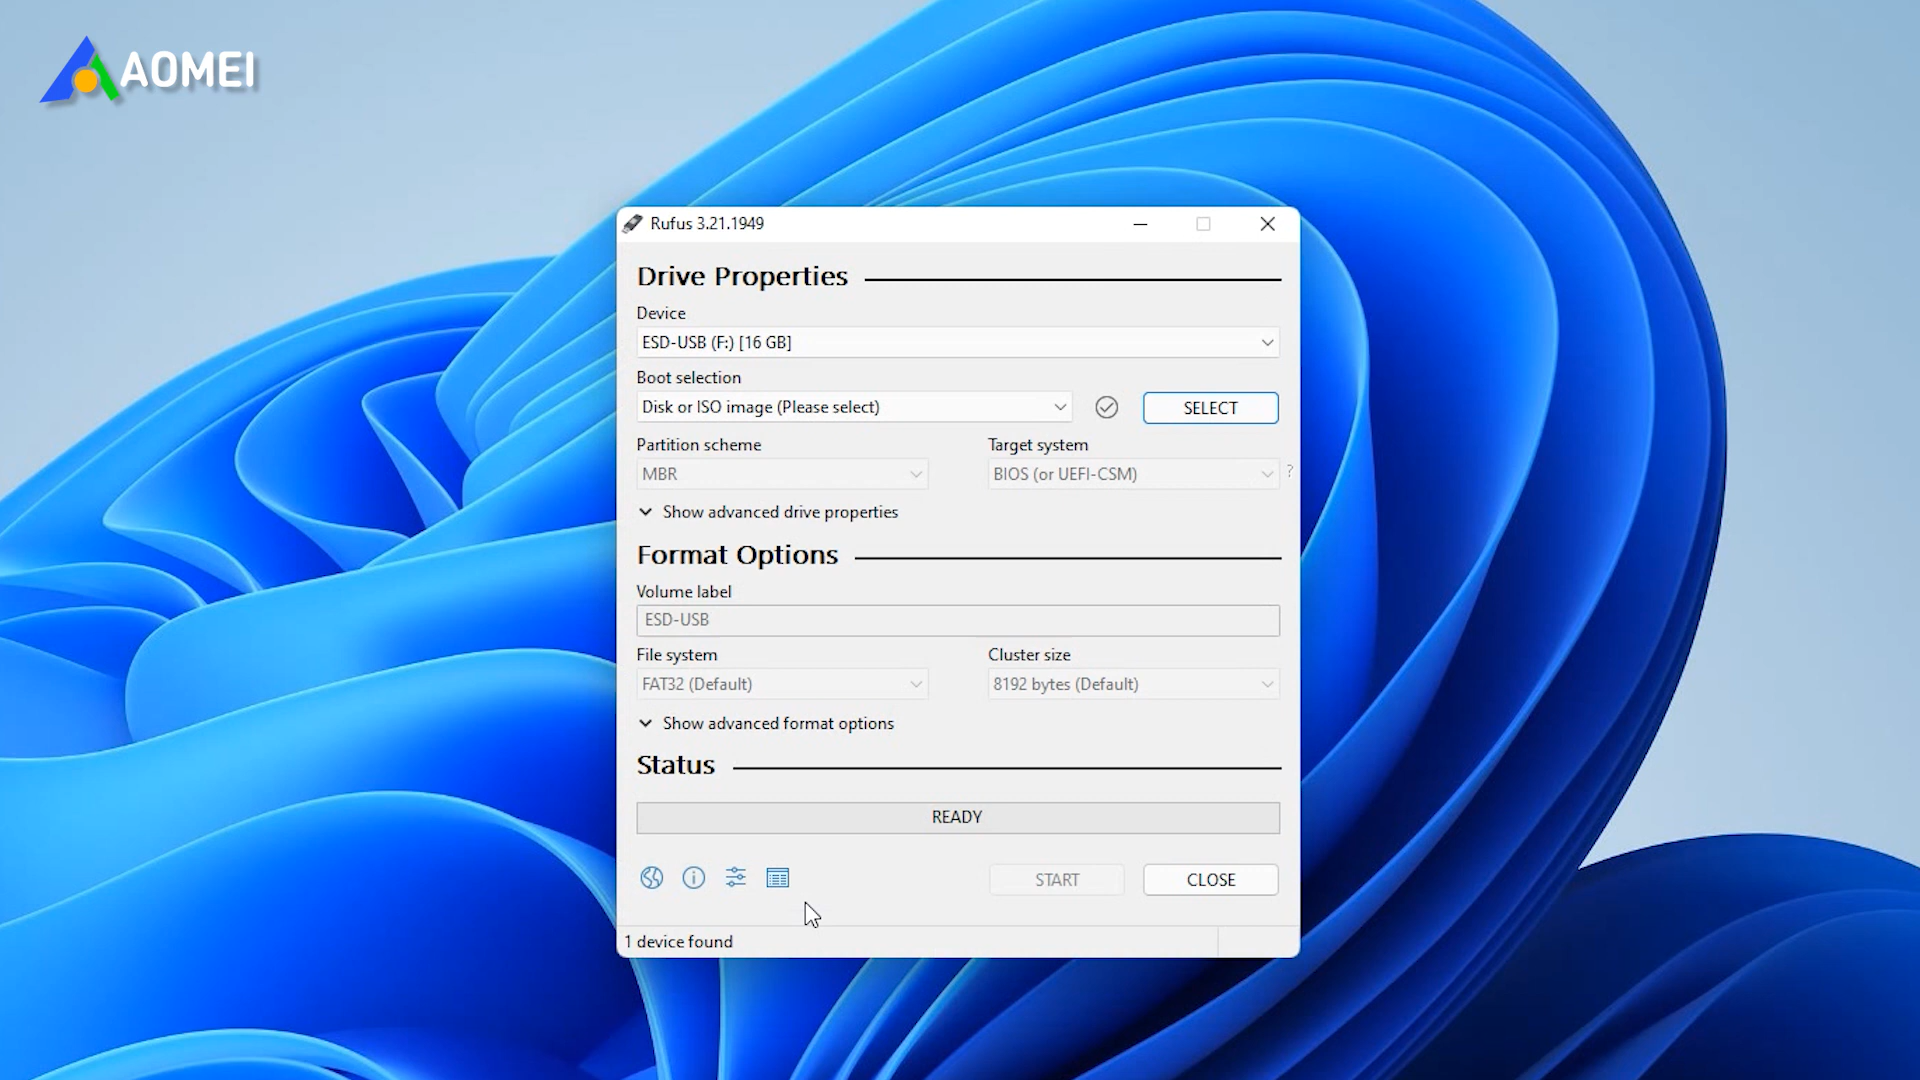 AOMEI
Rufus 3.21.1949
Drive Properties
Device
ESD-USB (F:) [16 GB]
Boot selection
Disk or ISO image (Please select)
SELECT
Partition scheme
Target system
MBR
BIOS (or UEFI-CSM)
?
Show advanced drive properties
Format Options
Volume label
ESD-USB
File system
Cluster size
FAT32 (Default)
8192 bytes (Default)
Show advanced format options
Status
READY
START
CLOSE
1 device found